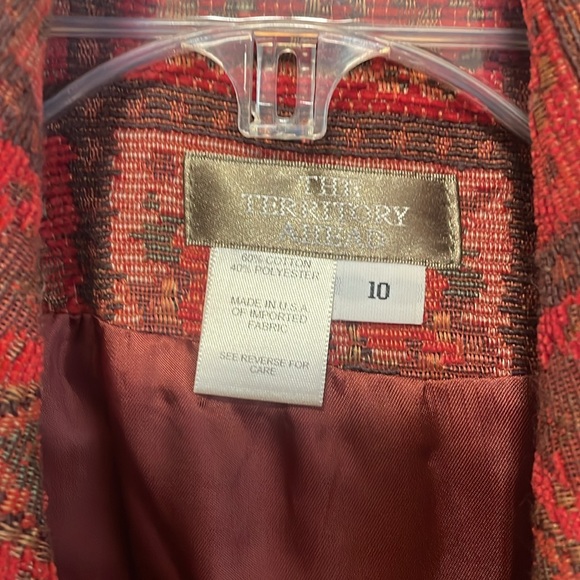 THE
TERRITORY
AHEAD
60% COTTON
40% POLYESTER
10
MADE IN U.S.A
OF IMPORTED
FABRIC
SEE REVERSE FOR
CARE